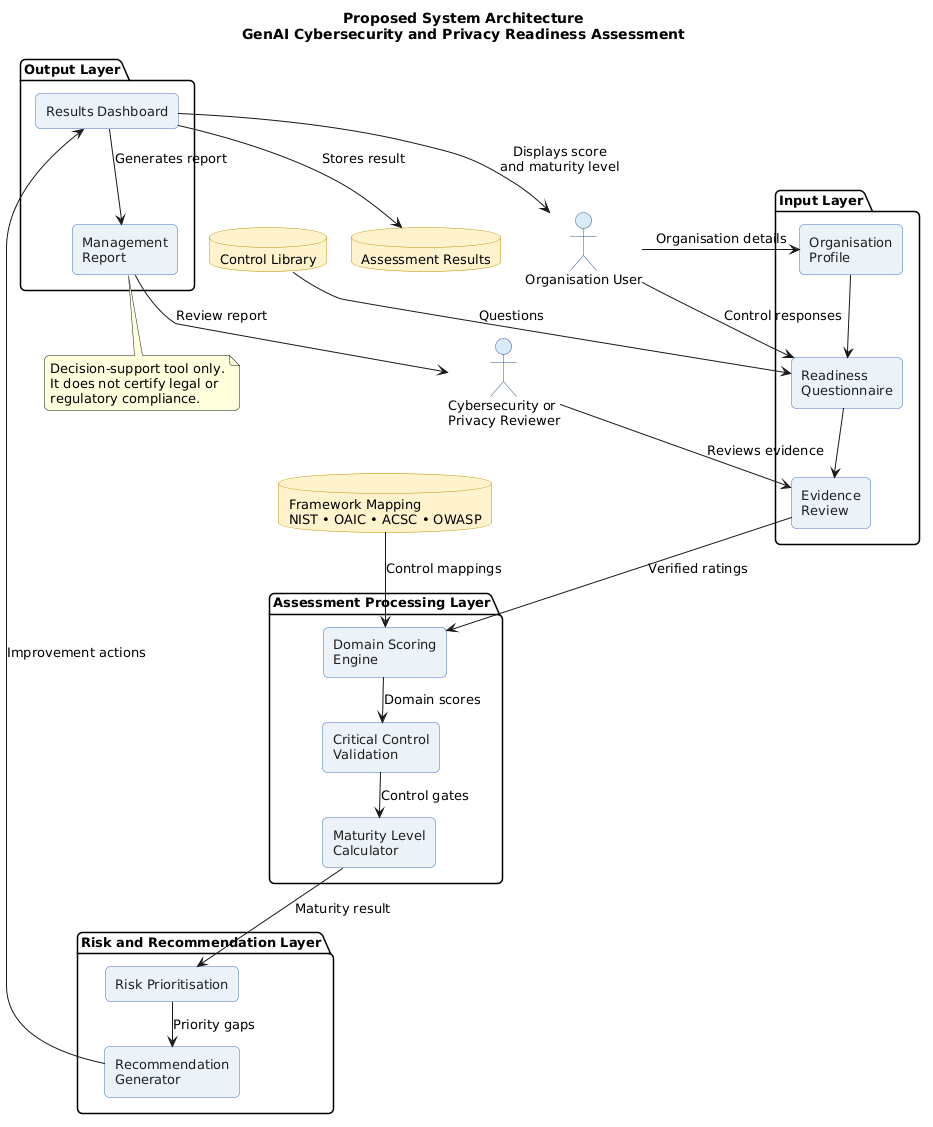 Proposed System Architecture
GenAI Cybersecurity and Privacy Readiness Assessment
Output Layer
Results Dashboard
Generates report
Stores result
Displays score
and maturity level
Management
Report
Control Library
Assessment Results
Organisation User
Input Layer
Organisation details
Organisation
Profile
Review report
Questions
Control responses
Decision-support tool only.
It does not certify legal or
regulatory compliance.
Readiness
Questionnaire
Cybersecurity or
Privacy Reviewer
Reviews evidence
Evidence
Review
Framework Mapping
NIST • OAIC • ACSC • OWASP
Control mappings
Verified ratings
Assessment Processing Layer
Domain Scoring
Engine
Improvement actions
Domain scores
Critical Control
Validation
Control gates
Maturity Level
Calculator
Maturity result
Risk and Recommendation Layer
Risk Prioritisation
Priority gaps
Recommendation
Generator